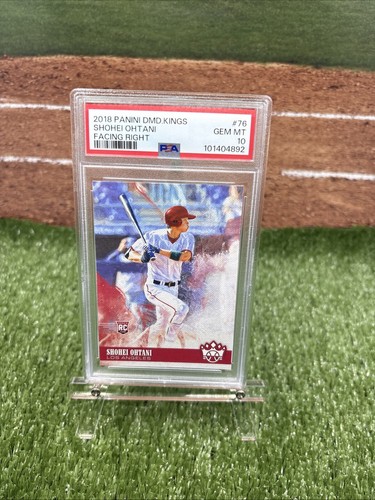 2018 PANINI DMD.KINGS #76
SHOHEI OHTANI GEM MT
FACING RIGHT 10
PSA 101404892
RC
SHOHEI OHTANI
LOS ANGELES